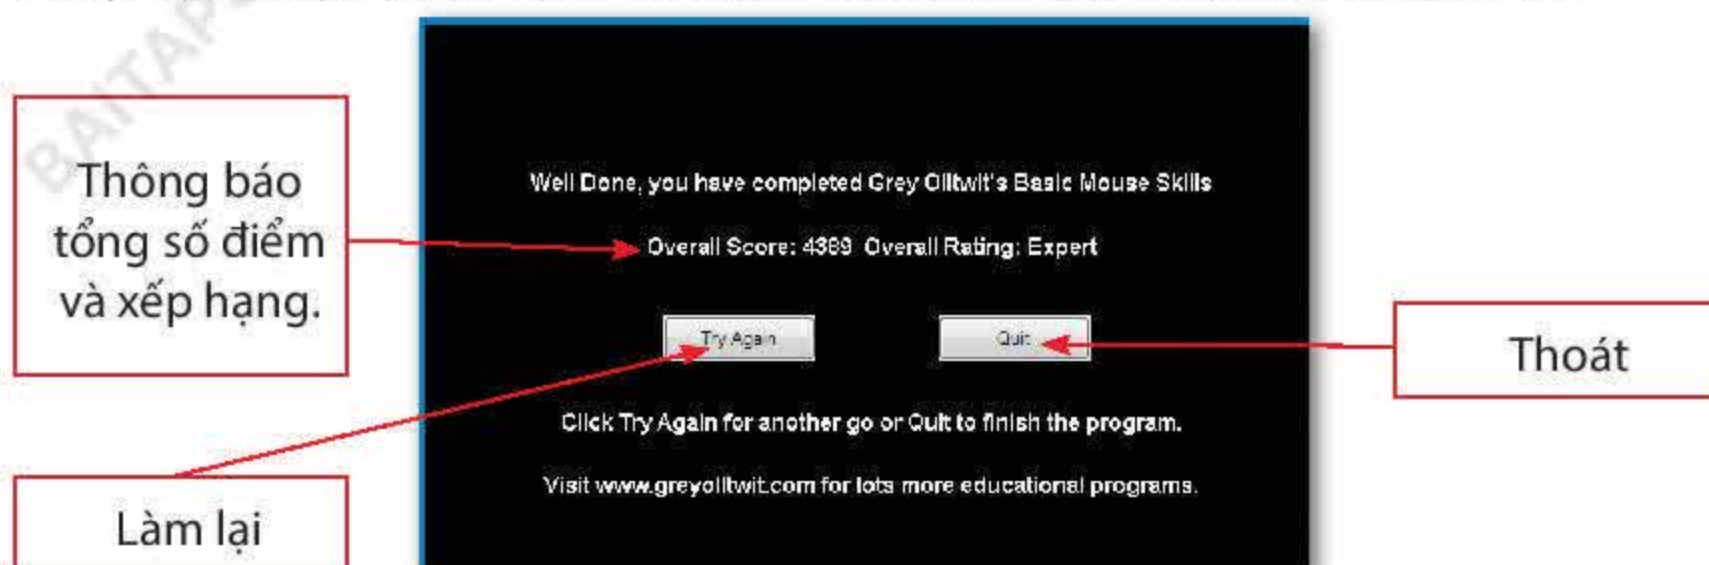 Thông báo
tổng số điểm
và xếp hạng.
Well Done, you have completed Grey Olltwit's Basic Mouse Skills
Overall Score: 4389 Overall Rating: Expert
Try Again
Quit
Thoát
Click Try Again for another go or Quit to finish the program.
Visit www.greyolltwit.com for lots more educational programs.
Làm lại